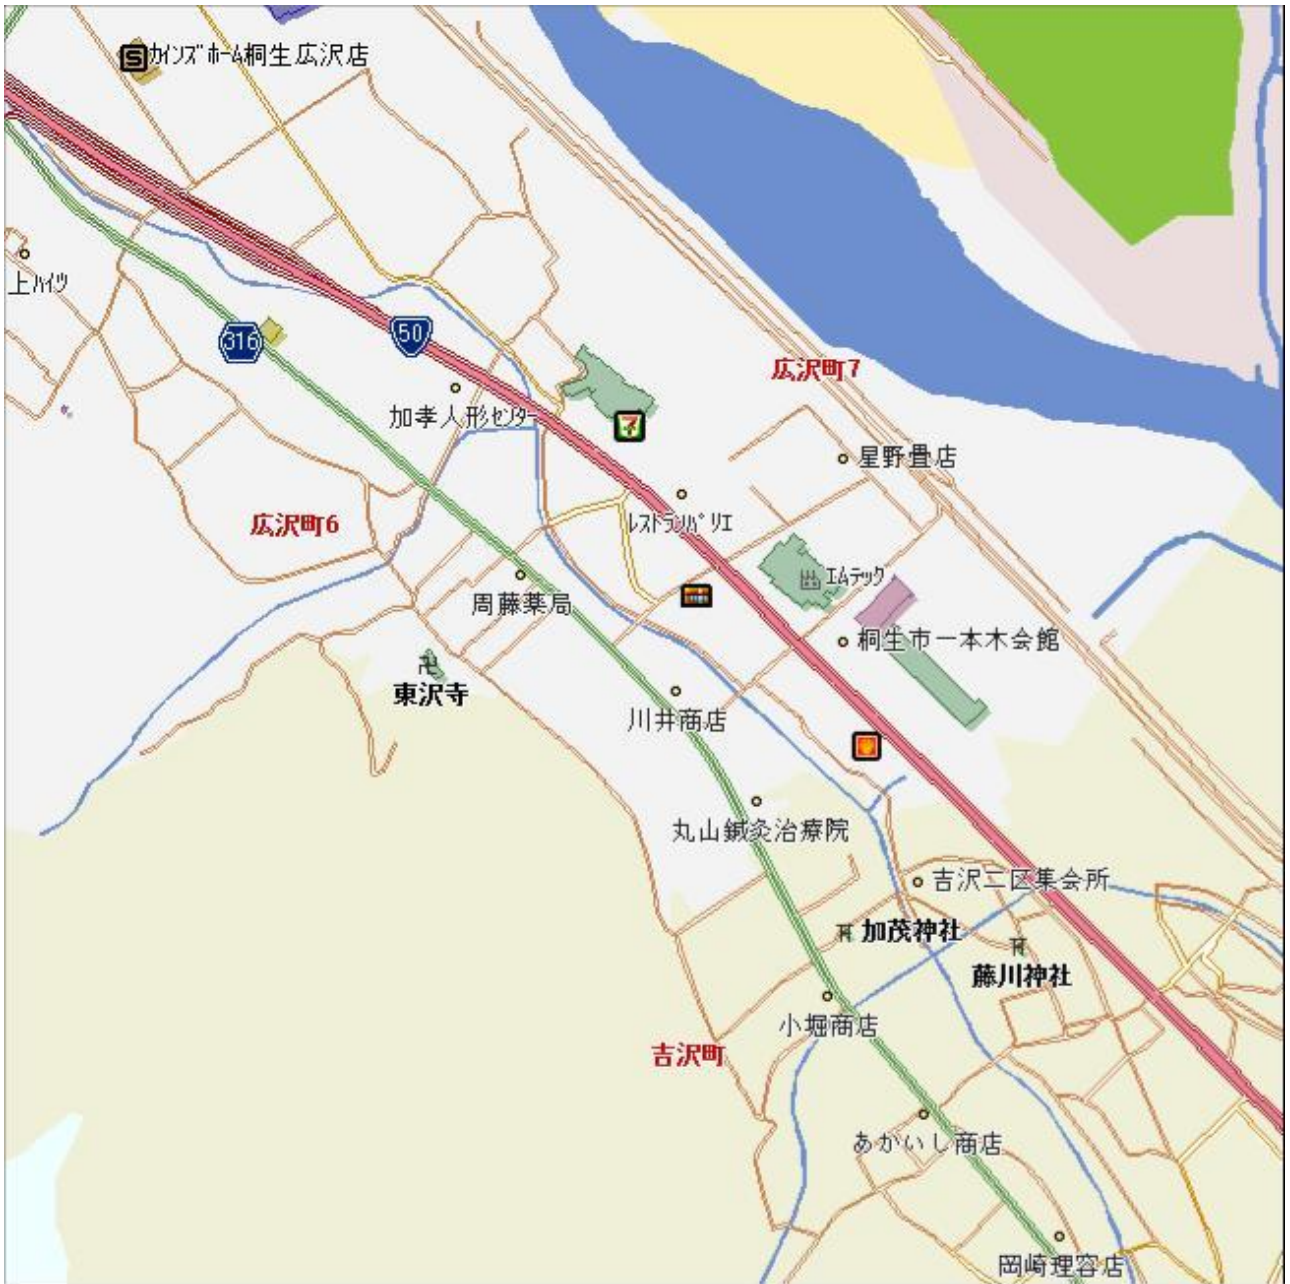 S
ｶｲﾝｽﾞﾎｰﾑ桐生広沢店
上ﾊｲﾂ
316
50
広沢町7
加孝人形ｾﾝﾀｰ
7
星野畳店
広沢町6
ﾚｽﾄﾗﾝﾊﾞﾘｴ
ｴﾑﾃｯｸ
周藤薬局
桐生市一本木会館
卍
東沢寺
川井商店
丸山鍼灸治療院
吉沢二区集会所
加茂神社
藤川神社
小堀商店
吉沢町
あかいし商店
岡崎理容店